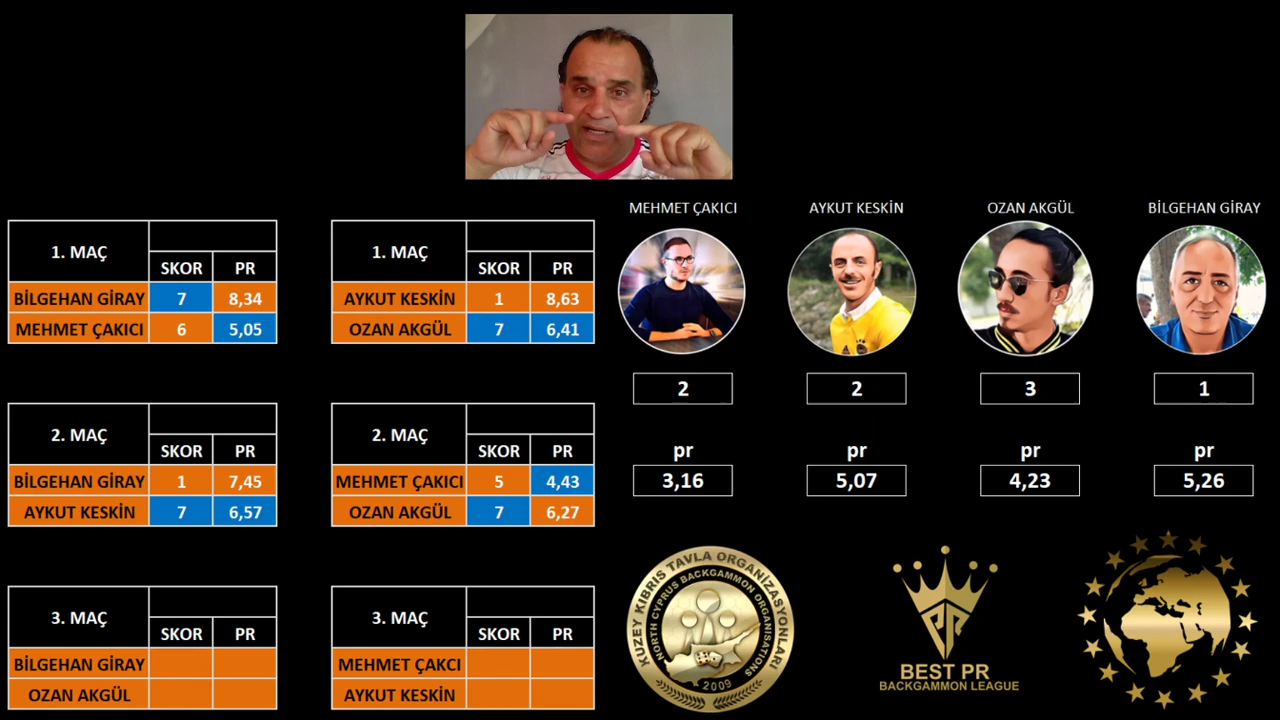 MEHMET ÇAKICI
AYKUT KESKİN
OZAN AKGÜL
BİLGEHAN GİRAY
1. MAÇ
SKOR PR
BİLGEHAN GİRAY 7 8,34
MEHMET ÇAKICI 6 5,05
1. MAÇ
SKOR PR
AYKUT KESKİN 1 8,63
OZAN AKGÜL 7 6,41
2
2
3
1
pr
pr
pr
pr
3,16
5,07
4,23
5,26
2. MAÇ
SKOR PR
BİLGEHAN GİRAY 1 7,45
AYKUT KESKİN 7 6,57
2. MAÇ
SKOR PR
MEHMET ÇAKICI 5 4,43
OZAN AKGÜL 7 6,27
3. MAÇ
SKOR PR
BİLGEHAN GİRAY
OZAN AKGÜL
3. MAÇ
SKOR PR
MEHMET ÇAKCI
AYKUT KESKİN
KUZEY KIBRIS TAVLA ORGANİZASYONLARI
NORTH CYPRUS BACKGAMMON ORGANISATIONS
2009
PR
BEST PR
BACKGAMMON LEAGUE